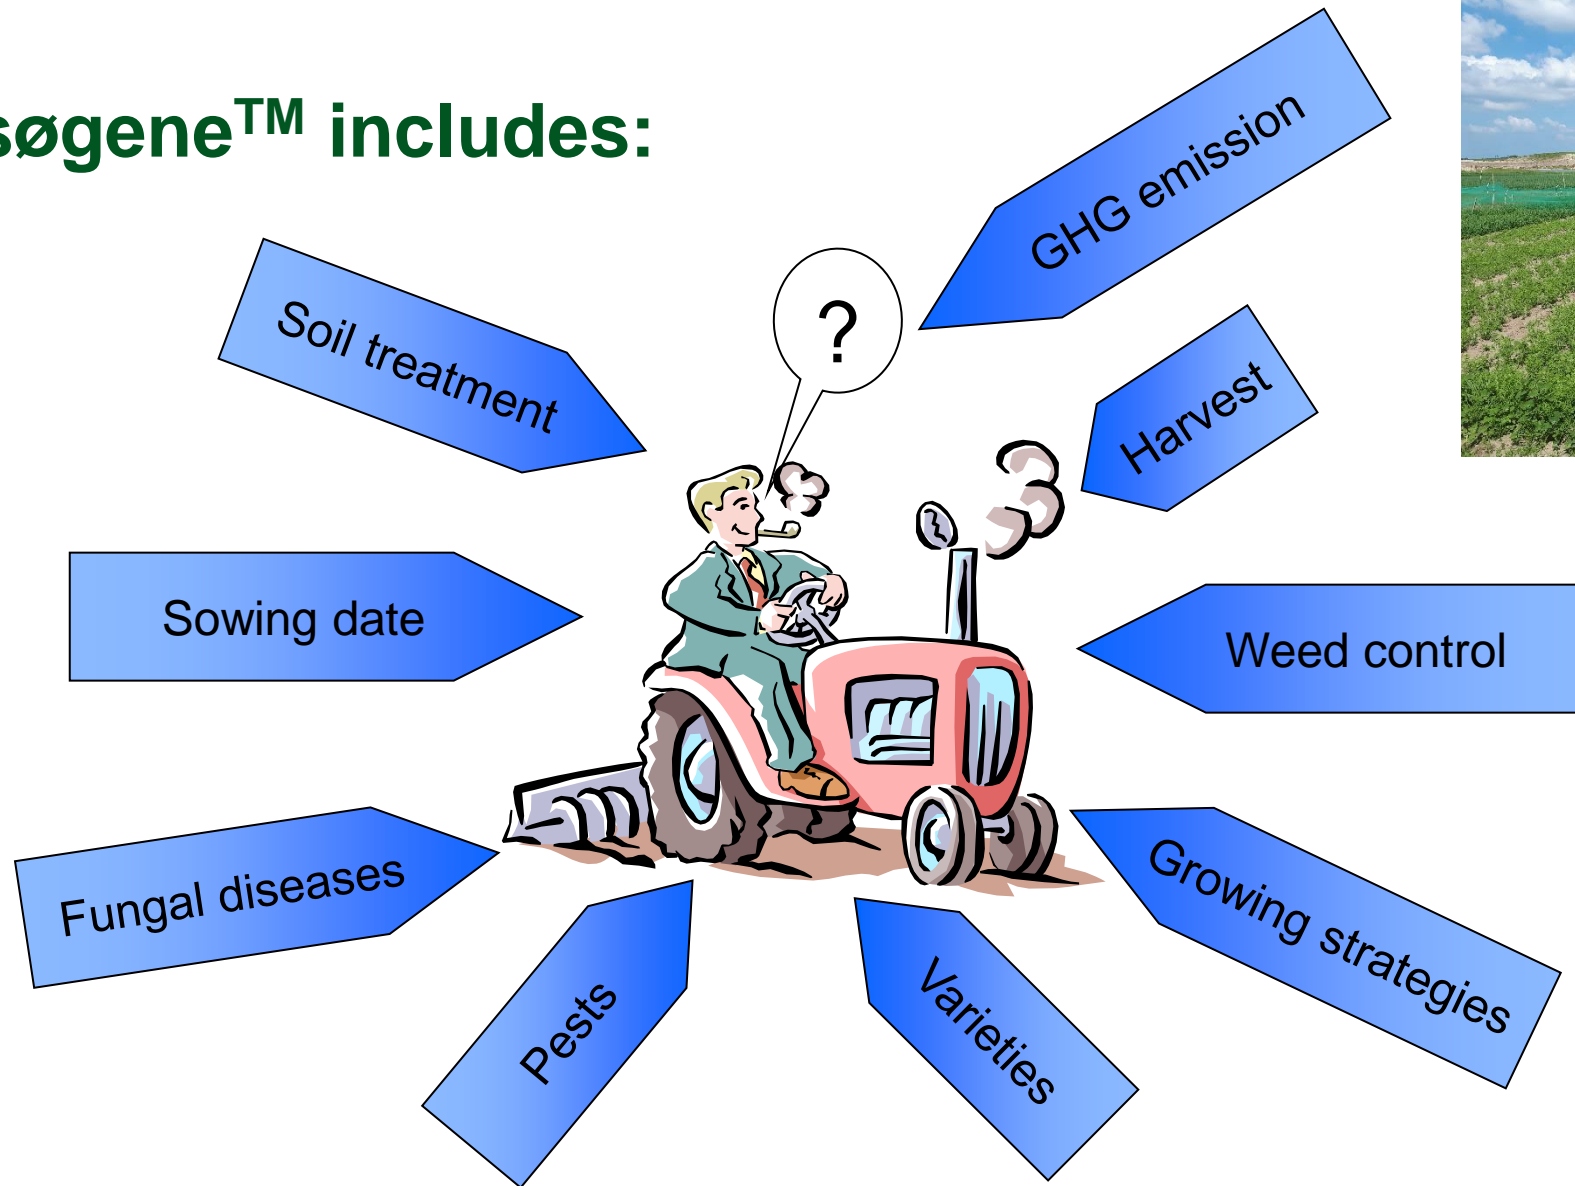 søgene™ includes:
GHG emission
Soil treatment
?
Harvest
Sowing date
Weed control
Fungal diseases
Growing strategies
Pests
Varieties